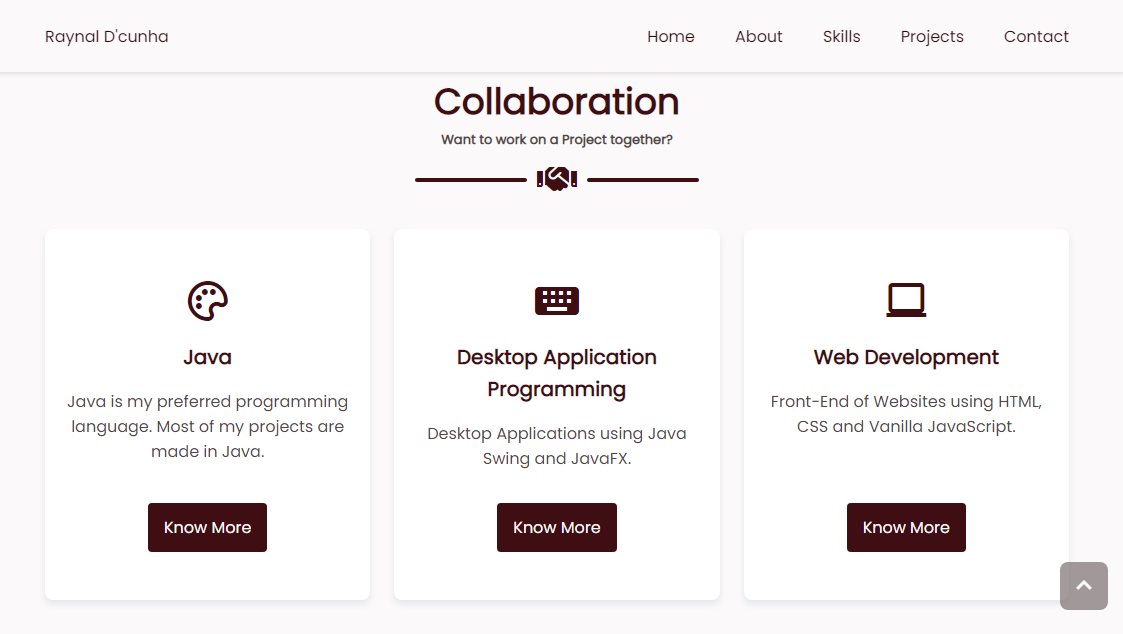 Raynal D'cunha
Home About Skills Projects Contact
Collaboration
Want to work on a Project together?
Java
Java is my preferred programming
language. Most of my projects are
made in Java.
Know More
Desktop Application
Programming
Desktop Applications using Java
Swing and JavaFX.
Know More
Web Development
Front-End of Websites using HTML,
CSS and Vanilla JavaScript.
Know More